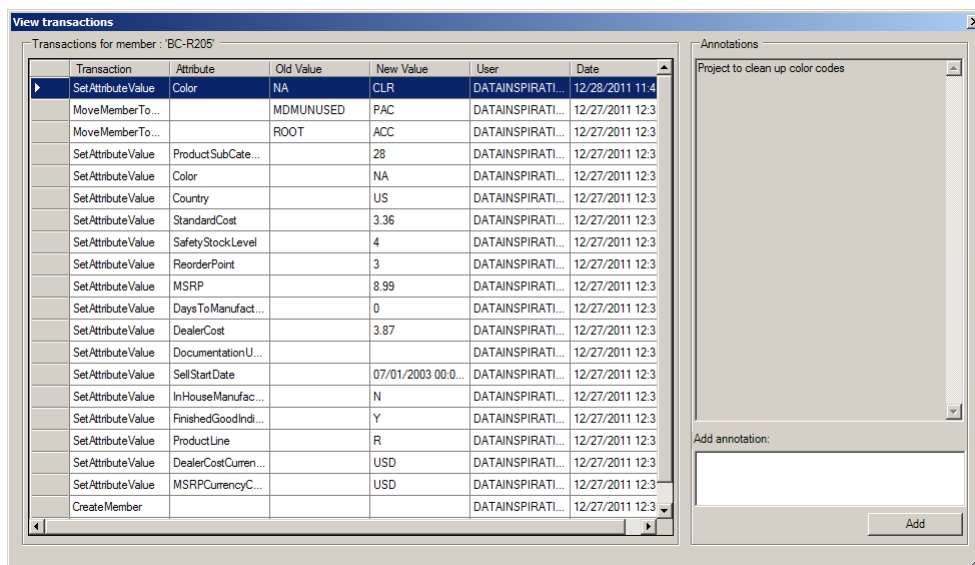 View transactions
Transactions for member : 'BC-R205'
Transaction Attribute Old Value New Value User Date
SetAttributeValue Color NA CLR DATAINSPIRATI... 12/28/2011 11:4
MoveMemberTo... MDMUNUSED PAC DATAINSPIRATI... 12/27/2011 12:3
MoveMemberTo... ROOT ACC DATAINSPIRATI... 12/27/2011 12:3
SetAttributeValue ProductSubCate... 28 DATAINSPIRATI... 12/27/2011 12:3
SetAttributeValue Color NA DATAINSPIRATI... 12/27/2011 12:3
SetAttributeValue Country US DATAINSPIRATI... 12/27/2011 12:3
SetAttributeValue StandardCost 3.36 DATAINSPIRATI... 12/27/2011 12:3
SetAttributeValue SafetyStockLevel 4 DATAINSPIRATI... 12/27/2011 12:3
SetAttributeValue ReorderPoint 3 DATAINSPIRATI... 12/27/2011 12:3
SetAttributeValue MSRP 8.99 DATAINSPIRATI... 12/27/2011 12:3
SetAttributeValue DaysToManufact... 0 DATAINSPIRATI... 12/27/2011 12:3
SetAttributeValue DealerCost 3.87 DATAINSPIRATI... 12/27/2011 12:3
SetAttributeValue DocumentationU... DATAINSPIRATI... 12/27/2011 12:3
SetAttributeValue SellStartDate 07/01/2003 00:0... DATAINSPIRATI... 12/27/2011 12:3
SetAttributeValue InHouseManufac... N DATAINSPIRATI... 12/27/2011 12:3
SetAttributeValue FinishedGoodIndi... Y DATAINSPIRATI... 12/27/2011 12:3
SetAttributeValue ProductLine R DATAINSPIRATI... 12/27/2011 12:3
SetAttributeValue DealerCostCurren... USD DATAINSPIRATI... 12/27/2011 12:3
SetAttributeValue MSRPCurrencyC... USD DATAINSPIRATI... 12/27/2011 12:3
CreateMember DATAINSPIRATI... 12/27/2011 12:3
Annotations
Project to clean up color codes
Add annotation:
Add